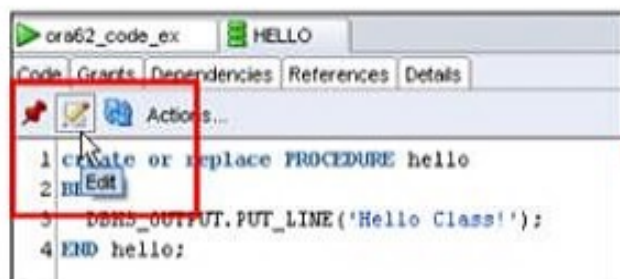 ora62_code_ex HELLO
Code Grants Dependencies References Details
Actions...
1 create or replace PROCEDURE hello
2
Edit
3 DBMS_OUTPUT.PUT_LINE('Hello Class!');
4 END hello;